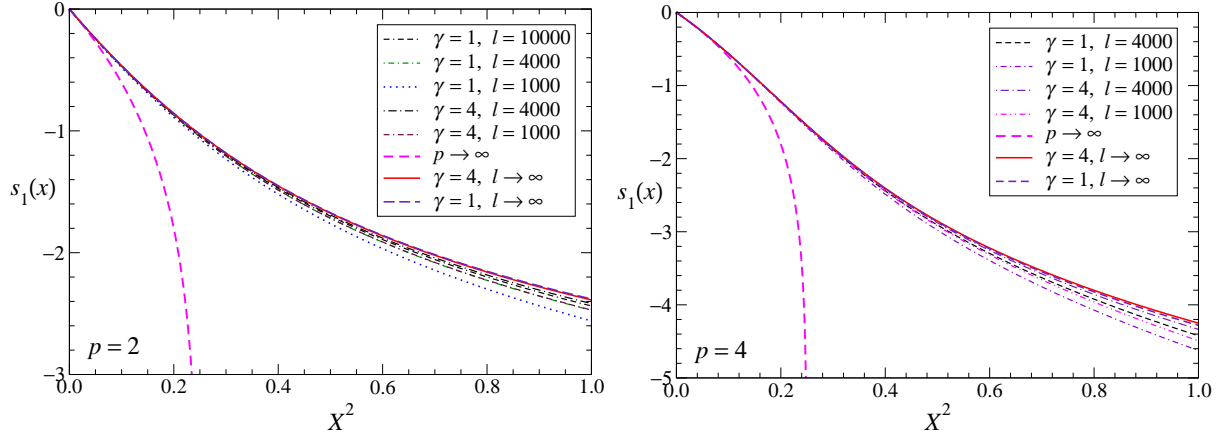 0
-1
-2
-3
s₁(x)
γ = 1, l = 10000
γ = 1, l = 4000
γ = 1, l = 1000
γ = 4, l = 4000
γ = 4, l = 1000
p → ∞
γ = 4, l → ∞
γ = 1, l → ∞
p = 2
0.0 0.2 0.4 0.6 0.8 1.0
X²
0
-1
-2
-3
-4
-5
s₁(x)
γ = 1, l = 4000
γ = 1, l = 1000
γ = 4, l = 4000
γ = 4, l = 1000
p → ∞
γ = 4, l → ∞
γ = 1, l → ∞
p = 4
0.0 0.2 0.4 0.6 0.8 1.0
X²